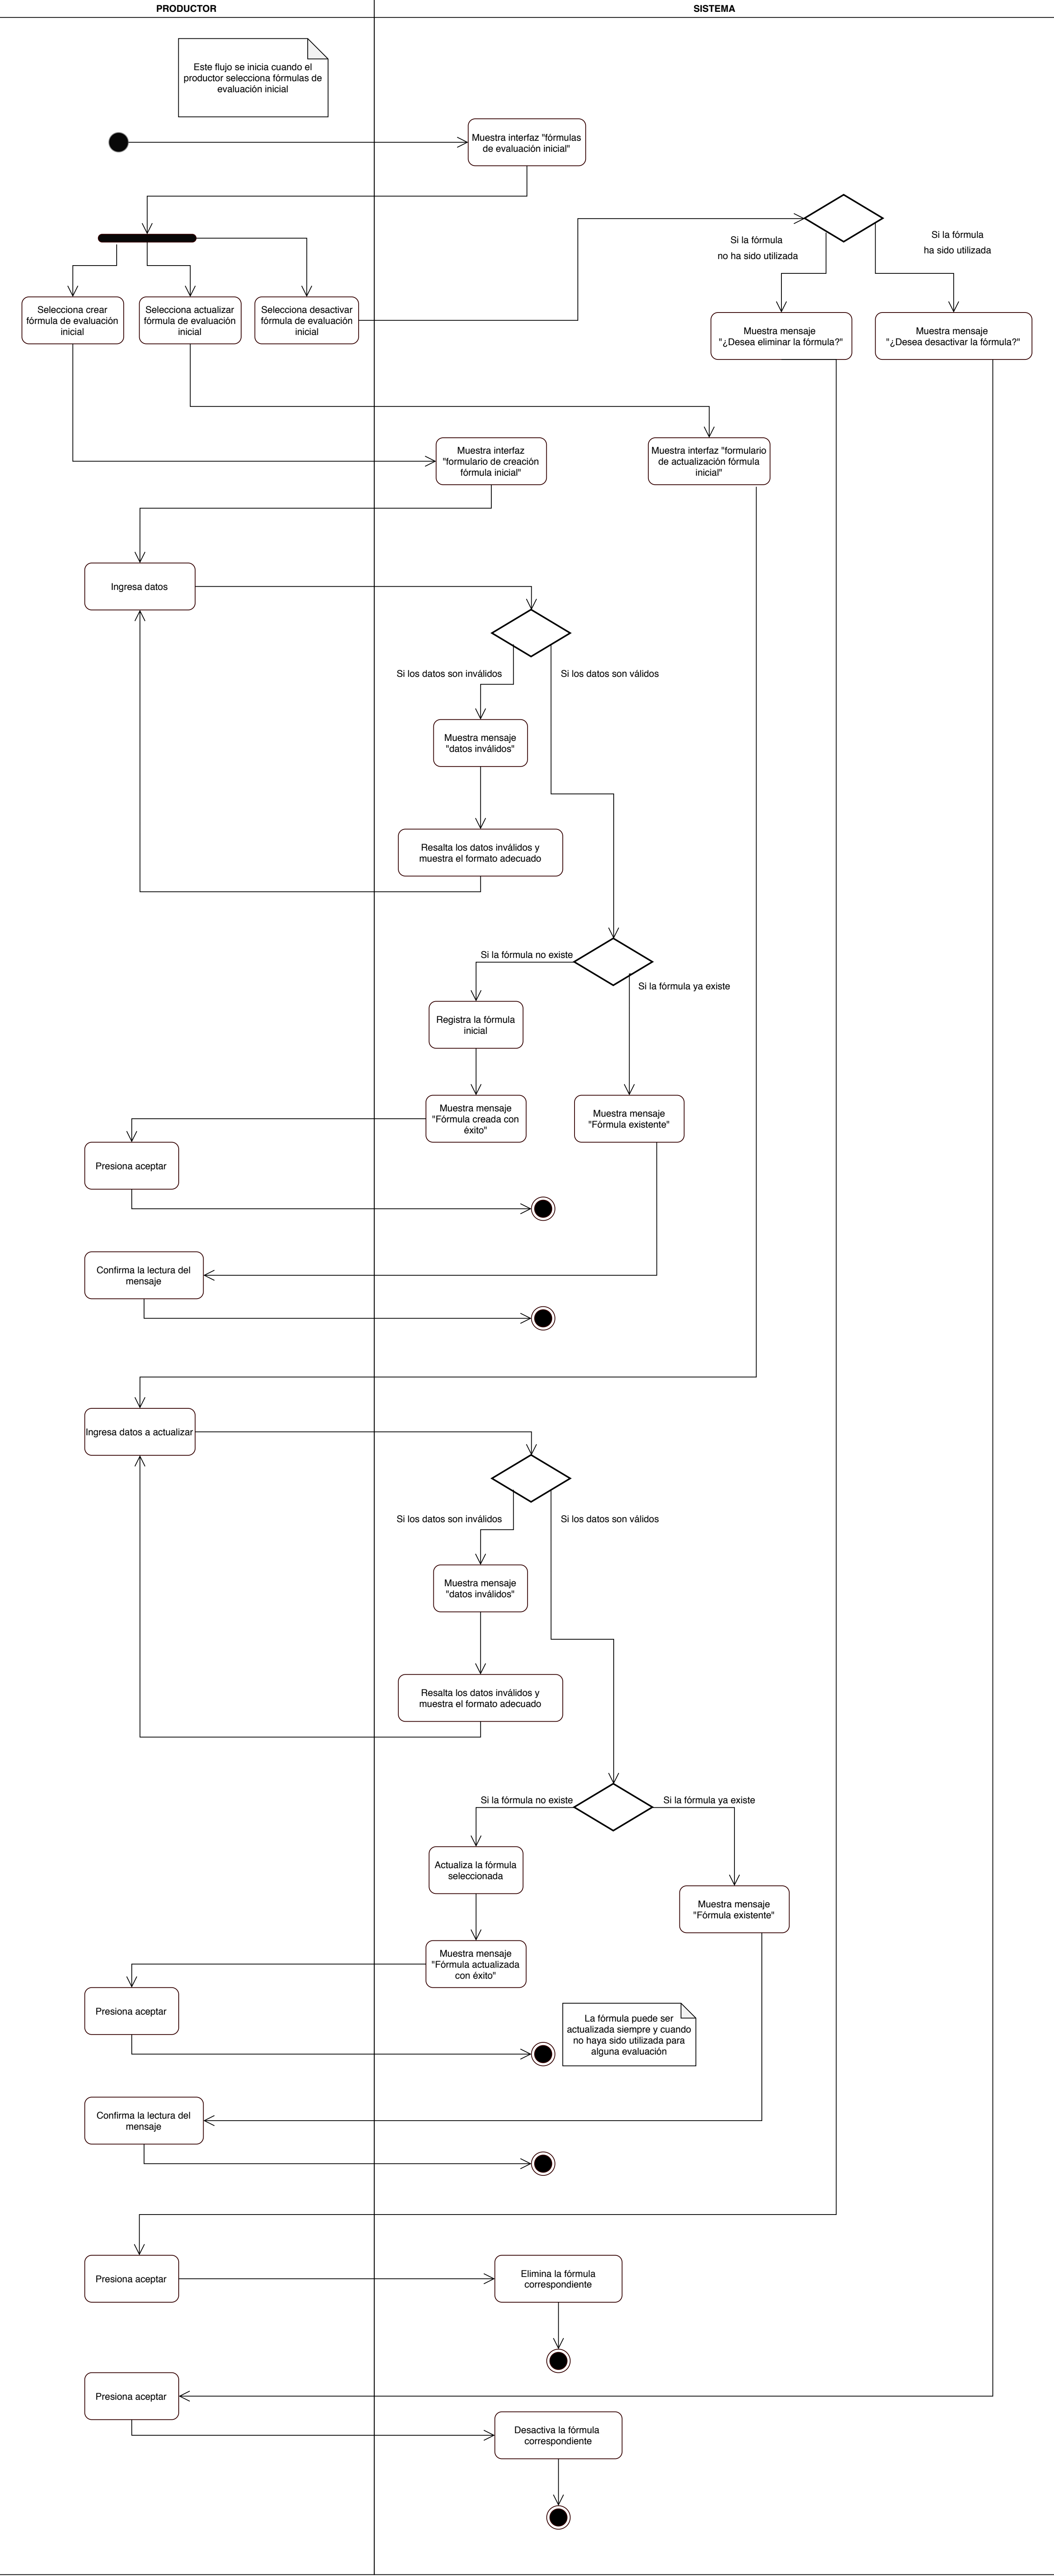 PRODUCTOR
SISTEMA
Este flujo se inicia cuando el
productor selecciona fórmulas de
evaluación inicial
Muestra interfaz "fórmulas
de evaluación inicial"
Si la fórmula
no ha sido utilizada
Si la fórmula
ha sido utilizada
Selecciona crear
fórmula de evaluación
inicial
Selecciona actualizar
fórmula de evaluación
inicial
Selecciona desactivar
fórmula de evaluación
inicial
Muestra mensaje
"¿Desea eliminar la fórmula?"
Muestra mensaje
"¿Desea desactivar la fórmula?"
Muestra interfaz
"formulario de creación
fórmula inicial"
Muestra interfaz "formulario
de actualización fórmula
inicial"
Ingresa datos
Si los datos son inválidos
Si los datos son válidos
Muestra mensaje
"datos inválidos"
Resalta los datos inválidos y
muestra el formato adecuado
Si la fórmula no existe
Si la fórmula ya existe
Registra la fórmula
inicial
Muestra mensaje
"Fórmula creada con
éxito"
Muestra mensaje
"Fórmula existente"
Presiona aceptar
Confirma la lectura del
mensaje
Ingresa datos a actualizar
Si los datos son inválidos
Si los datos son válidos
Muestra mensaje
"datos inválidos"
Resalta los datos inválidos y
muestra el formato adecuado
Si la fórmula no existe
Si la fórmula ya existe
Actualiza la fórmula
seleccionada
Muestra mensaje
"Fórmula existente"
Muestra mensaje
"Fórmula actualizada
con éxito"
Presiona aceptar
La fórmula puede ser
actualizada siempre y cuando
no haya sido utilizada para
alguna evaluación
Confirma la lectura del
mensaje
Presiona aceptar
Elimina la fórmula
correspondiente
Presiona aceptar
Desactiva la fórmula
correspondiente